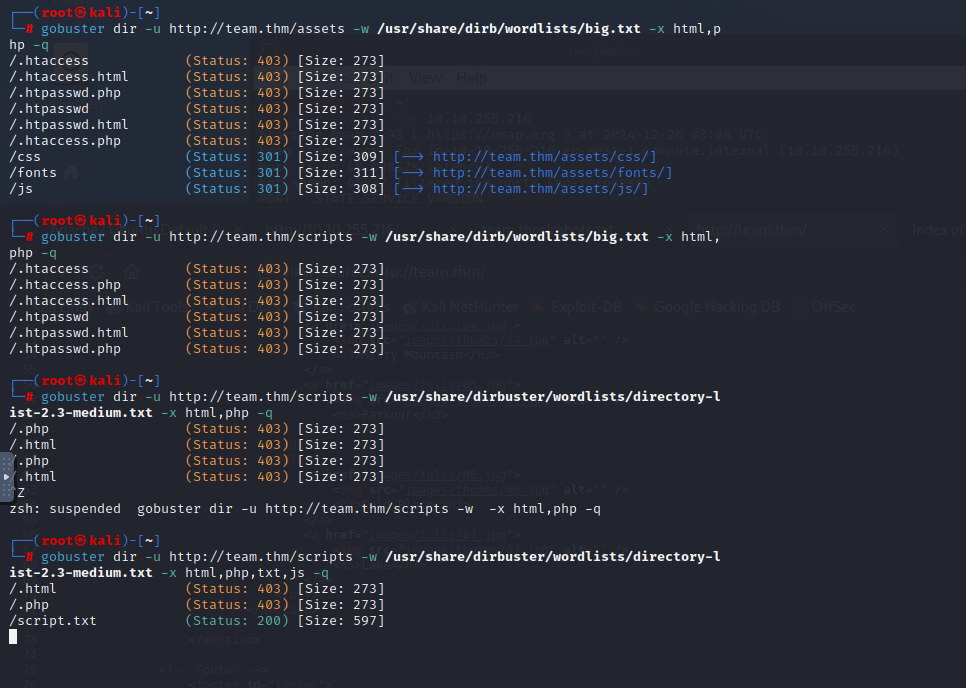 ┌──(root㉿kali)-[~]
└─# gobuster dir -u http://team.thm/assets -w /usr/share/dirb/wordlists/big.txt -x html,p
hp -q
/.htaccess            (Status: 403) [Size: 273]
/.htaccess.html       (Status: 403) [Size: 273]
/.htpasswd.php        (Status: 403) [Size: 273]
/.htpasswd            (Status: 403) [Size: 273]
/.htpasswd.html       (Status: 403) [Size: 273]
/.htaccess.php        (Status: 403) [Size: 273]
/css                  (Status: 301) [Size: 309] [--> http://team.thm/assets/css/]
/fonts                (Status: 301) [Size: 311] [--> http://team.thm/assets/fonts/]
/js                   (Status: 301) [Size: 308] [--> http://team.thm/assets/js/]
┌──(root㉿kali)-[~]
└─# gobuster dir -u http://team.thm/scripts -w /usr/share/dirb/wordlists/big.txt -x html,
php -q
/.htaccess            (Status: 403) [Size: 273]
/.htaccess.php        (Status: 403) [Size: 273]
/.htaccess.html       (Status: 403) [Size: 273]
/.htpasswd            (Status: 403) [Size: 273]
/.htpasswd.html       (Status: 403) [Size: 273]
/.htpasswd.php        (Status: 403) [Size: 273]
┌──(root㉿kali)-[~]
└─# gobuster dir -u http://team.thm/scripts -w /usr/share/dirbuster/wordlists/directory-l
ist-2.3-medium.txt -x html,php -q
/.php                 (Status: 403) [Size: 273]
/.html                (Status: 403) [Size: 273]
/.php                 (Status: 403) [Size: 273]
/.html                (Status: 403) [Size: 273]
^Z
zsh: suspended  gobuster dir -u http://team.thm/scripts -w  -x html,php -q
┌──(root㉿kali)-[~]
└─# gobuster dir -u http://team.thm/scripts -w /usr/share/dirbuster/wordlists/directory-l
ist-2.3-medium.txt -x html,php,txt,js -q
/.html                (Status: 403) [Size: 273]
/.php                 (Status: 403) [Size: 273]
/script.txt           (Status: 200) [Size: 597]